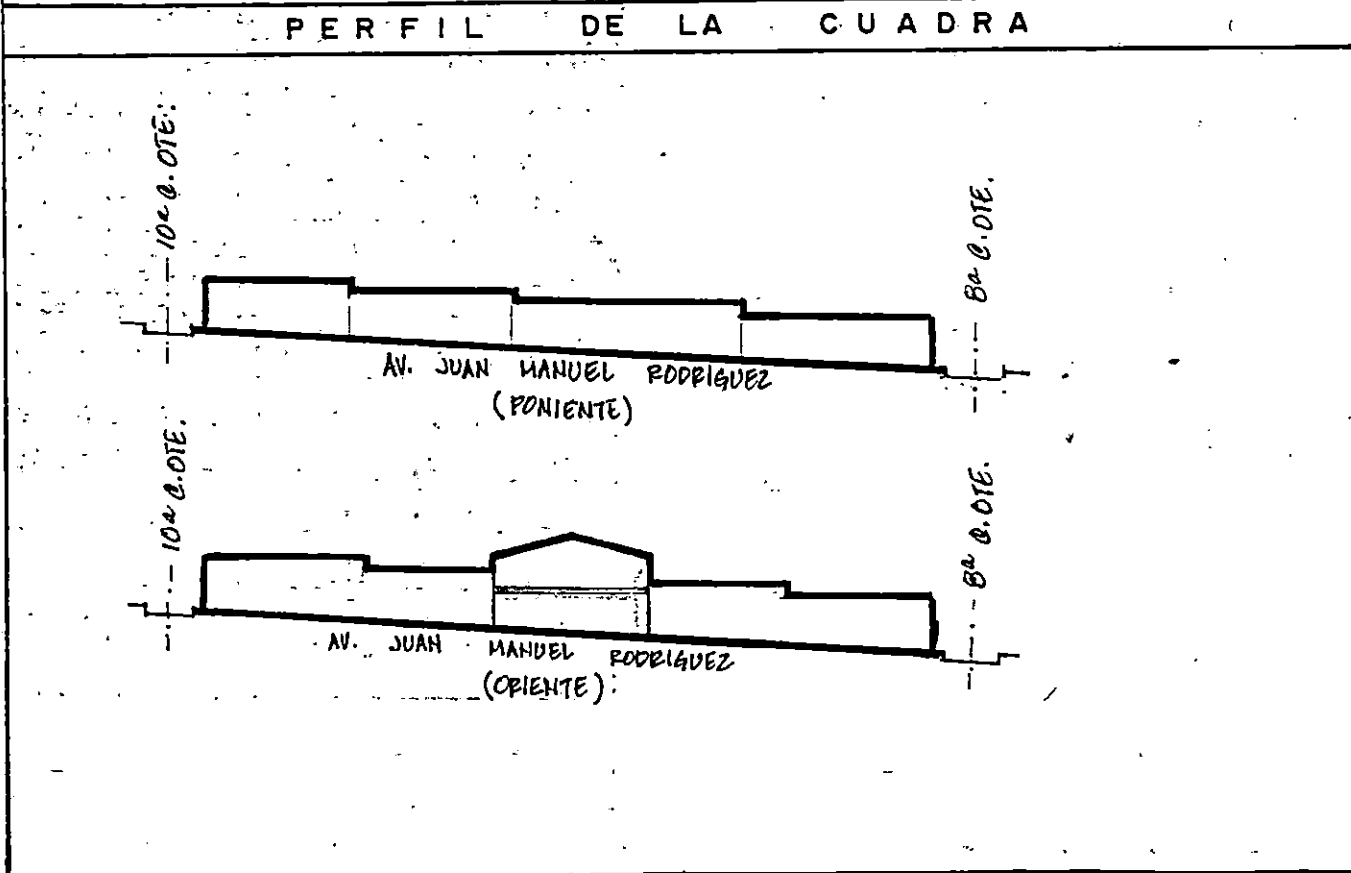 PERFIL DE LA CUADRA
10ª C. OTE.
8ª C. OTE.
AV. JUAN MANUEL RODRIGUEZ
(PONIENTE)
10ª C. OTE.
8ª C. OTE.
AV. JUAN MANUEL RODRIGUEZ
(ORIENTE)